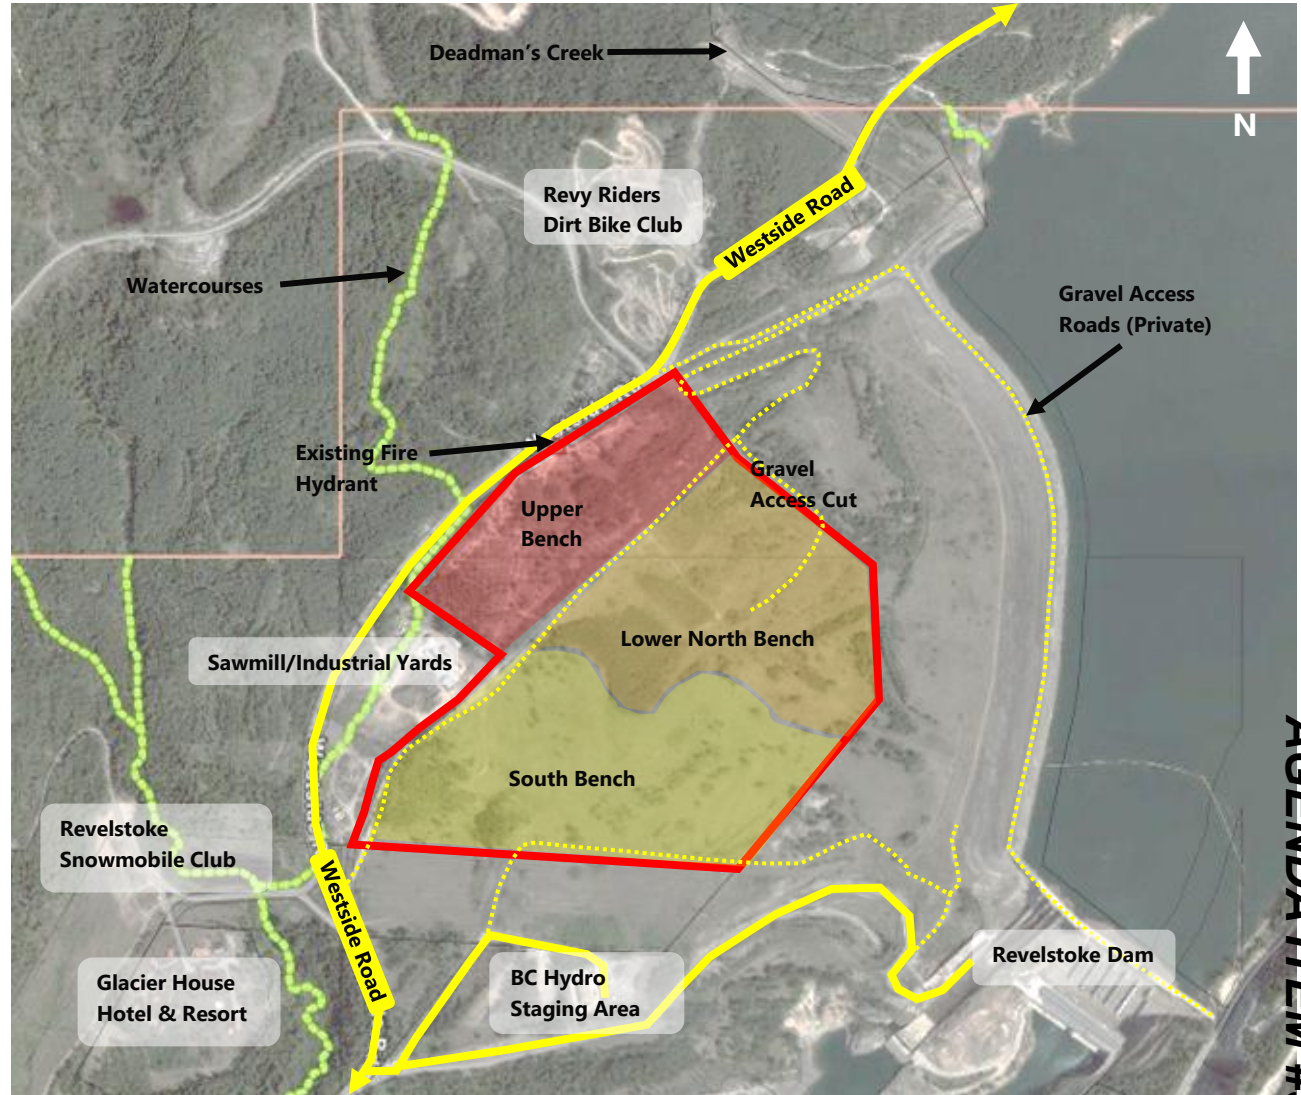 Deadman's Creek
N
Revy Riders
Dirt Bike Club
Westside Road
Watercourses
Gravel Access
Roads (Private)
Existing Fire
Hydrant
Gravel
Access Cut
Upper
Bench
Lower North Bench
Sawmill/Industrial Yards
South Bench
Revelstoke
Snowmobile Club
Westside Road
Glacier House
Hotel & Resort
BC Hydro
Staging Area
Revelstoke Dam
AGENDA ITEM #